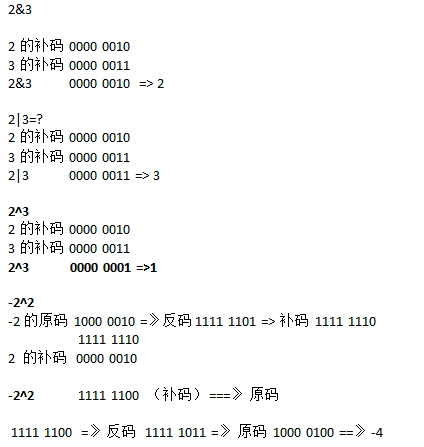 2&3
2 的补码 0000 0010
3 的补码 0000 0011
2&3 0000 0010 => 2
2|3=?
2 的补码 0000 0010
3 的补码 0000 0011
2|3 0000 0011 => 3
2^3
2 的补码 0000 0010
3 的补码 0000 0011
2^3 0000 0001 =>1
-2^2
-2 的原码 1000 0010 =》反码 1111 1101 => 补码 1111 1110
1111 1110
2 的补码 0000 0010
-2^2 1111 1100 （补码）===》 原码
1111 1100 =》 反码 1111 1011 =》 原码 1000 0100 ==》 -4